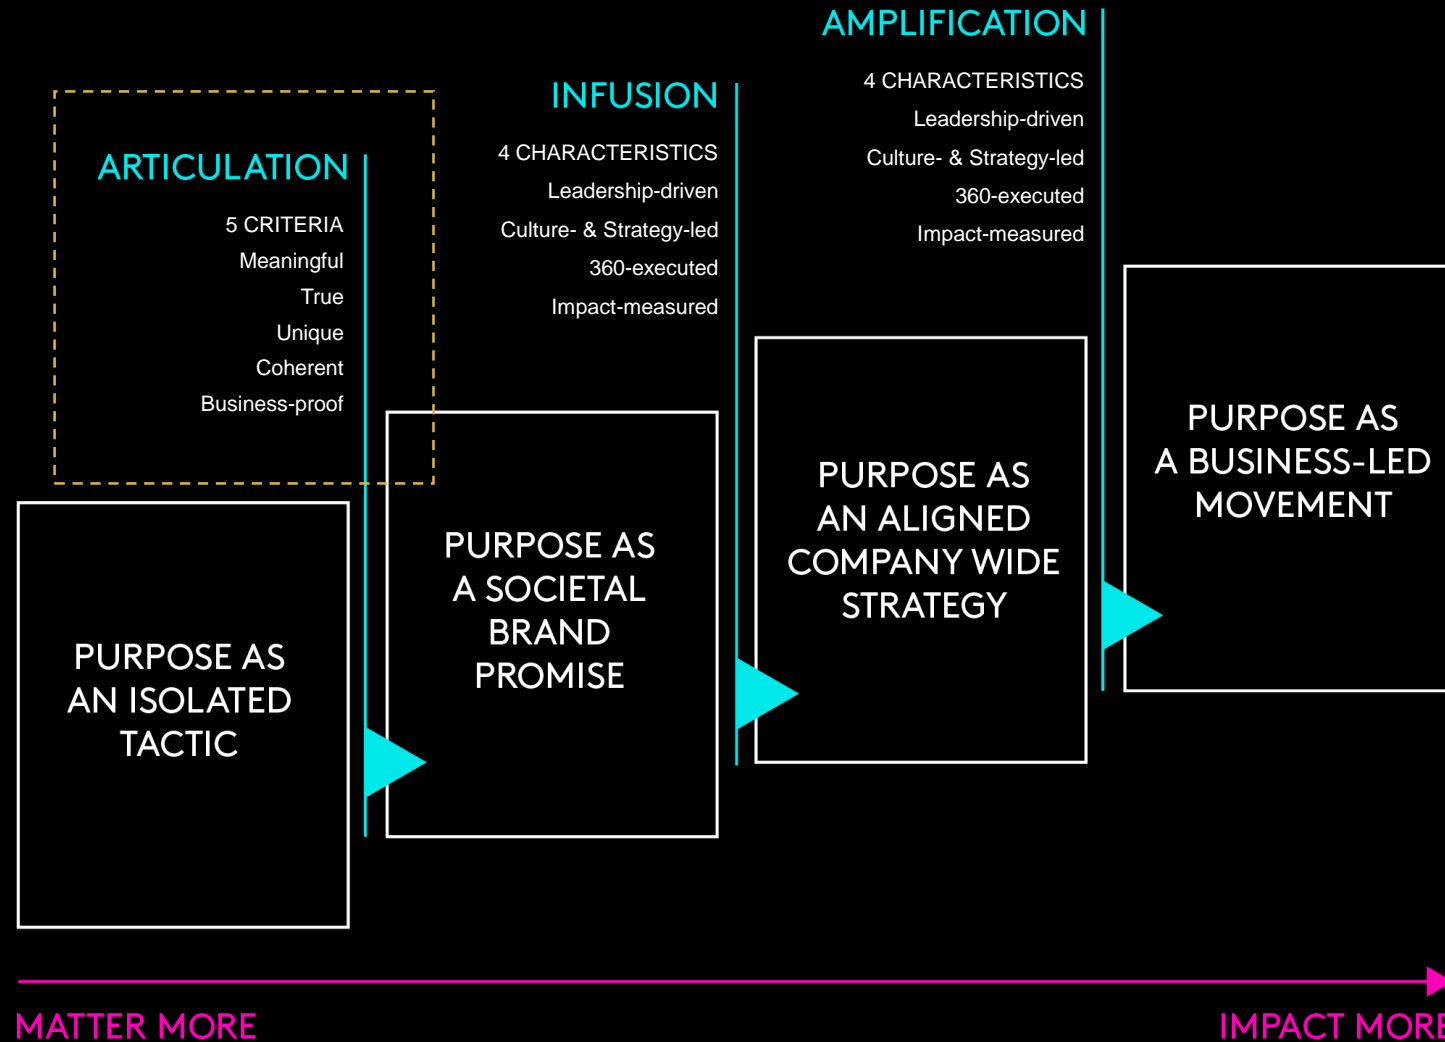 ARTICULATION
5 CRITERIA
Meaningful
True
Unique
Coherent
Business-proof
INFUSION
4 CHARACTERISTICS
Leadership-driven
Culture- & Strategy-led
360-executed
Impact-measured
AMPLIFICATION
4 CHARACTERISTICS
Leadership-driven
Culture- & Strategy-led
360-executed
Impact-measured
PURPOSE AS
AN ISOLATED
TACTIC
PURPOSE AS
A SOCIETAL
BRAND
PROMISE
PURPOSE AS
AN ALIGNED
COMPANY WIDE
STRATEGY
PURPOSE AS
A BUSINESS-LED
MOVEMENT
MATTER MORE
IMPACT MORE